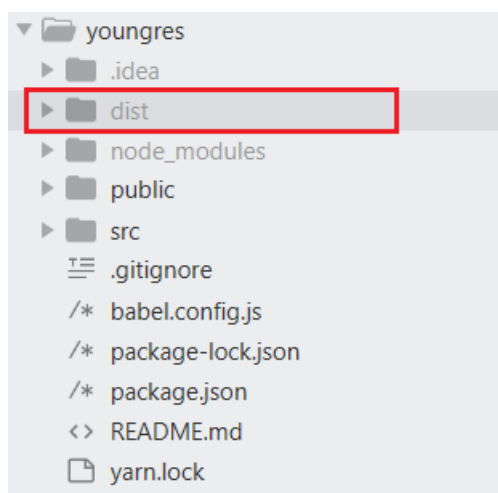 youngres
.idea
dist
node_modules
public
src
.gitignore
/* babel.config.js
/* package-lock.json
/* package.json
<> README.md
yarn.lock